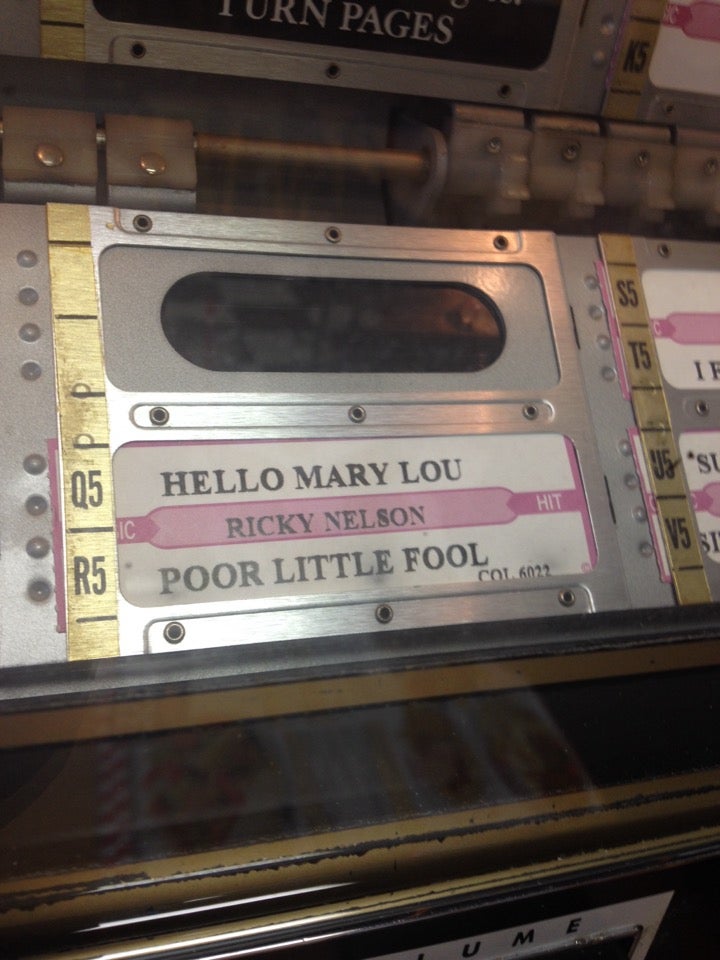 TURN PAGES
K5
P
P
Q5
HELLO MARY LOU
IC RICKY NELSON HIT
R5
POOR LITTLE FOOL
COL 6022
©
S5
C
T5
I
U5
V5
UME